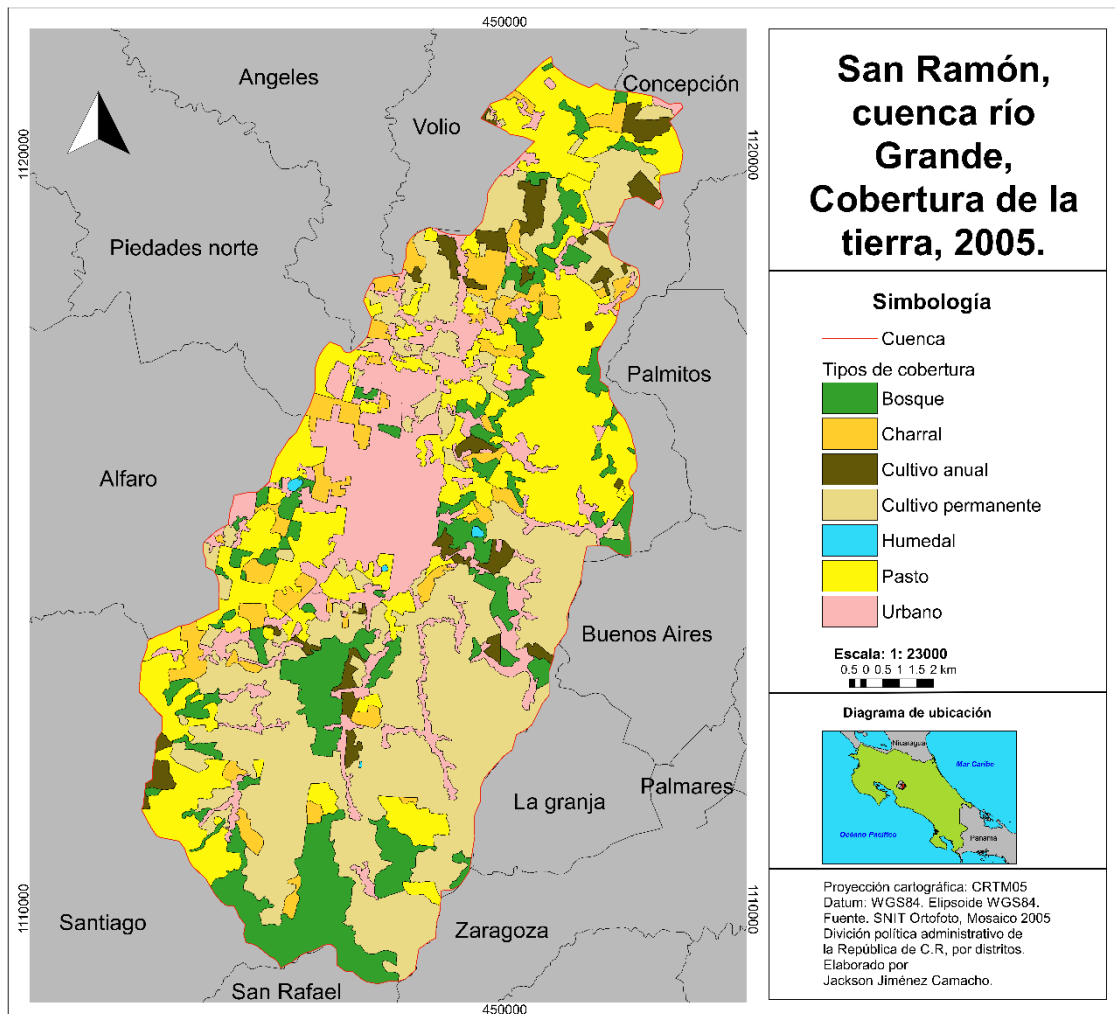 450000
Angeles
Concepción
Volio
1120000
1120000
Piedades norte
Palmitos
Alfaro
Buenos Aires
La granja
Palmares
1110000
1110000
Santiago
Zaragoza
San Rafael
450000
San Ramón,
cuenca río
Grande,
Cobertura de la
tierra, 2005.
Simbología
Cuenca
Tipos de cobertura
Bosque
Charral
Cultivo anual
Cultivo permanente
Humedal
Pasto
Urbano
Escala: 1: 23000
0.5 0 0.5 1 1.5 2 km
Diagrama de ubicación
Nicaragua
Mar Caribe
Océano Pacífico
Panamá
Proyección cartográfica: CRTM05
Datum: WGS84. Elipsoide WGS84.
Fuente. SNIT Ortofoto, Mosaico 2005
Divición política administrativo de
la República de C.R, por distritos.
Elaborado por
Jackson Jiménez Camacho.